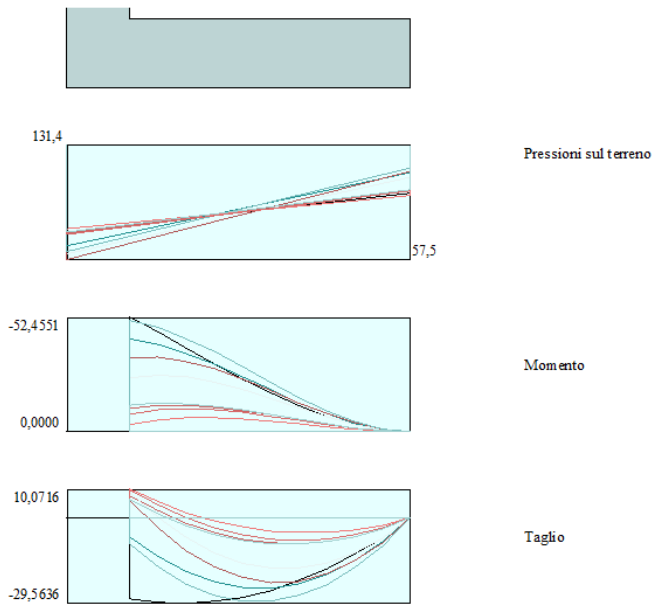 131,4
Pressioni sul terreno
57,5
-52,4551
Momento
0,0000
10,0716
Taglio
-29,5636